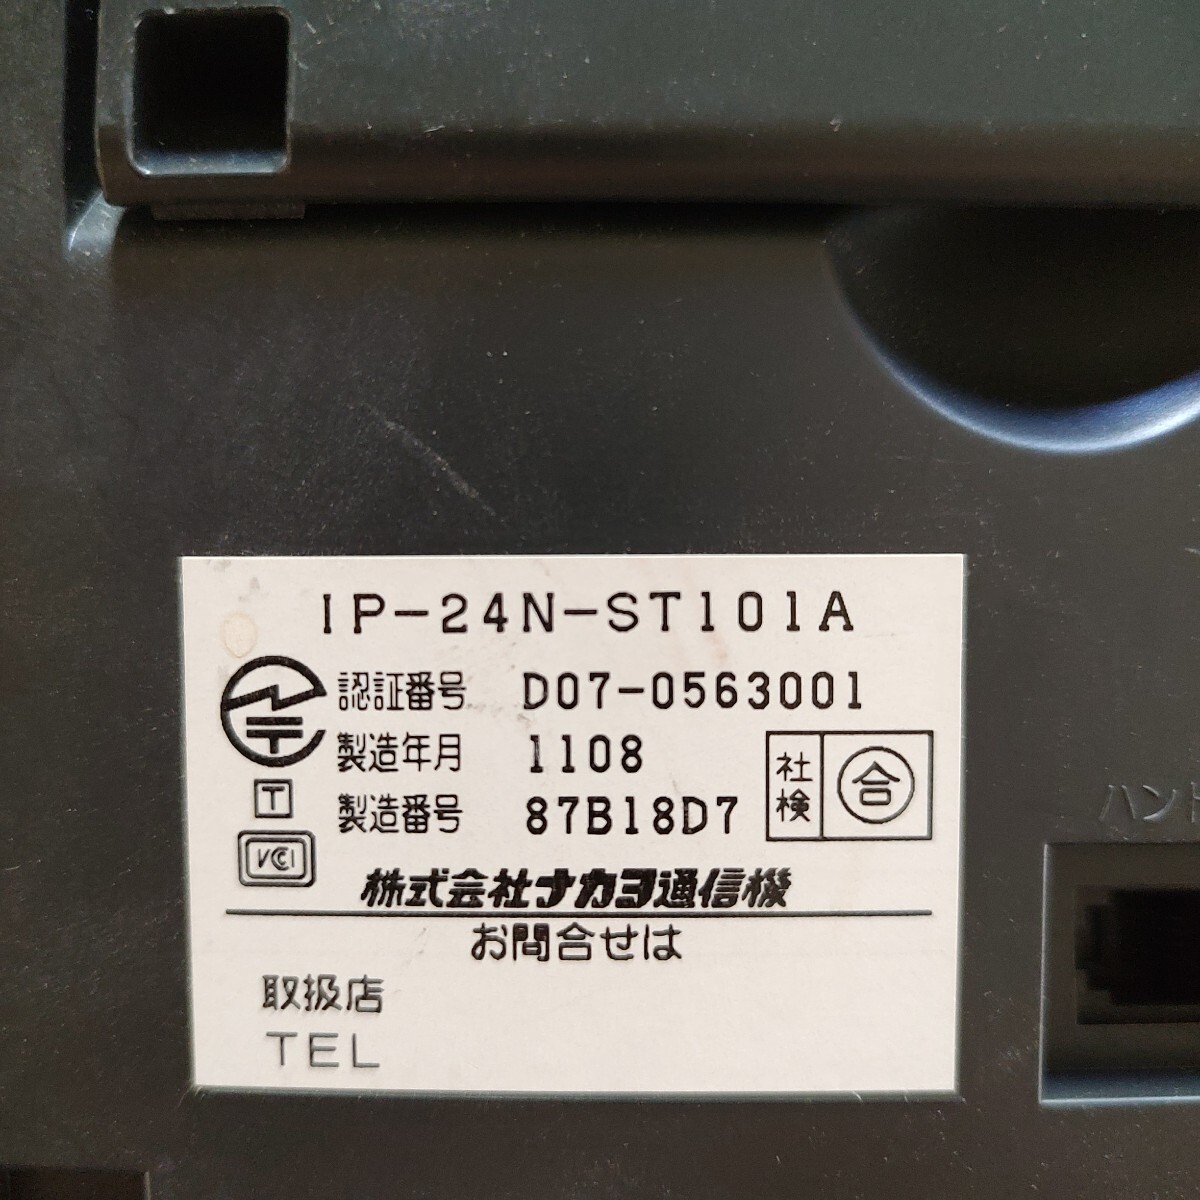 IP-24N-ST101A
認証番号 D07-0563001
製造年月 1108
製造番号 87B18D7
社検 合
T
VCI
株式会社ナカヨ通信機
お問合せは
取扱店
TEL
ハンド